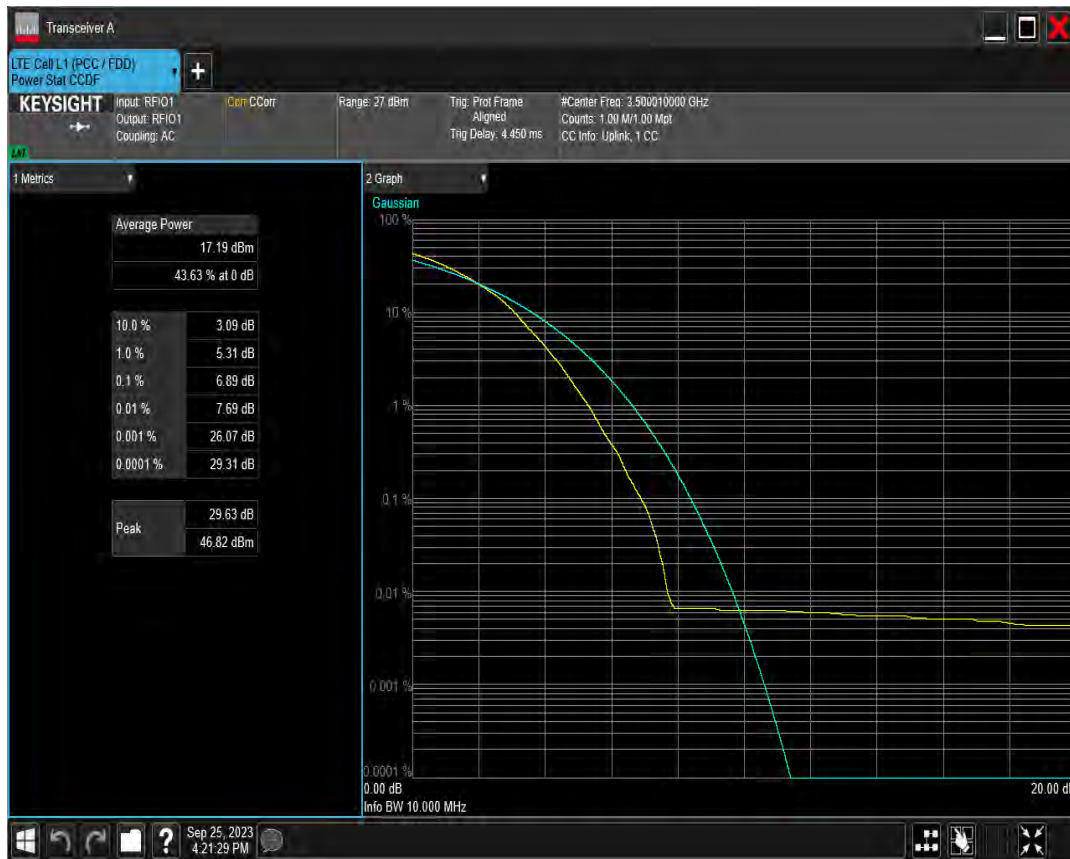 Transceiver A
LTE Cell L1 (PCC / FDD)
Power Stat CCDF
+
KEYSIGHT
Input: RFIO1
Output: RFIO1
Coupling: AC
Corr CCorr
Range: 27 dBm
Trig: Prot Frame
Aligned
Trig Delay: 4.450 ms
#Center Freq: 3.500010000 GHz
Counts: 1.00 M/1.00 Mpt
CC Info: Uplink, 1 CC
1 Metrics
Average Power
17.19 dBm
43.63 % at 0 dB
10.0 % 3.09 dB
1.0 % 5.31 dB
0.1 % 6.89 dB
0.01 % 7.69 dB
0.001 % 26.07 dB
0.0001 % 29.31 dB
Peak
29.63 dB
46.82 dBm
2 Graph
Gaussian
100 %
10 %
1 %
0.1 %
0.01 %
0.001 %
0.0001 %
0.00 dB
20.00 d
Info BW 10.000 MHz
?
Sep 25, 2023
4:21:29 PM